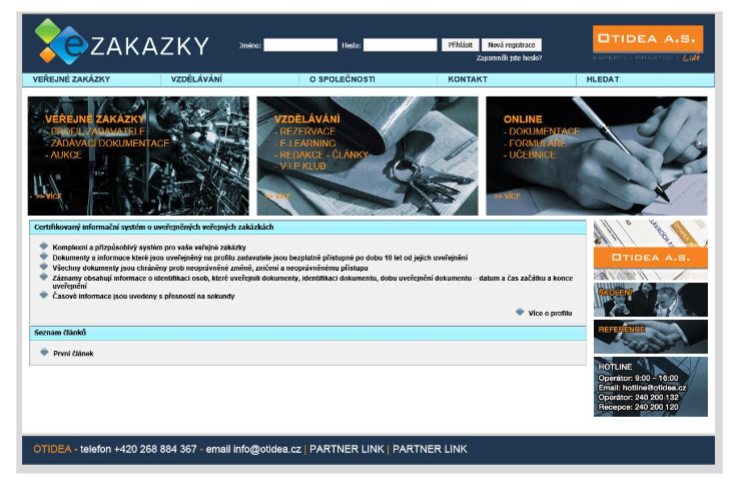 eZAKAZKY
Jméno: Heslo: Přihlásit Nová registrace
Zapomněli jste heslo?
OTIDEA A.S.
EXPERTI · PRAKTICI · Lidé
VEŘEJNÉ ZAKÁZKY VZDĚLÁVÁNÍ O SPOLEČNOSTI KONTAKT HLEDAT
VEŘEJNÉ ZAKÁZKY
- PROFIL ZADAVATELE
- ZADÁVACÍ DOKUMENTACE
- AUKCE
>> více
VZDĚLÁVÁNÍ
- REZERVACE
- E-LEARNING
- REDAKCE - ČLÁNKY
- V.I.P KLUB
>> více
ONLINE
- DOKUMENTACE
- FORMULÁŘE
- UČEBNICE
>> více
Certifikovaný informační systém o uveřejněných veřejných zakázkách
Komplexní a přizpůsobivý systém pro vaše veřejné zakázky
Dokumenty a informace které jsou uveřejněny na profilu zadavatele jsou bezplatně přístupné po dobu 10 let od jejich uveřejnění
Všechny dokumenty jsou chráněny proti neoprávněné změně, zničení a neoprávněnému přístupu
Záznamy obsahují informace o identifikaci osob, které uveřejnili dokumenty, identifikaci dokumentu, dobu uveřejnění dokumentu – datum a čas začátku a konce
uveřejnění
Časové informace jsou uvedeny s přesností na sekundy
Více o profilu
Seznam článků
První článek
OTIDEA A.S.
ŠKOLENÍ
REFERENCE
HOTLINE
Operátor: 9:00 – 16:00
Email: hotline@otidea.cz
Operátor: 240 200 132
Recepce: 240 200 120
OTIDEA - telefon +420 268 884 367 - email info@otidea.cz | PARTNER LINK | PARTNER LINK